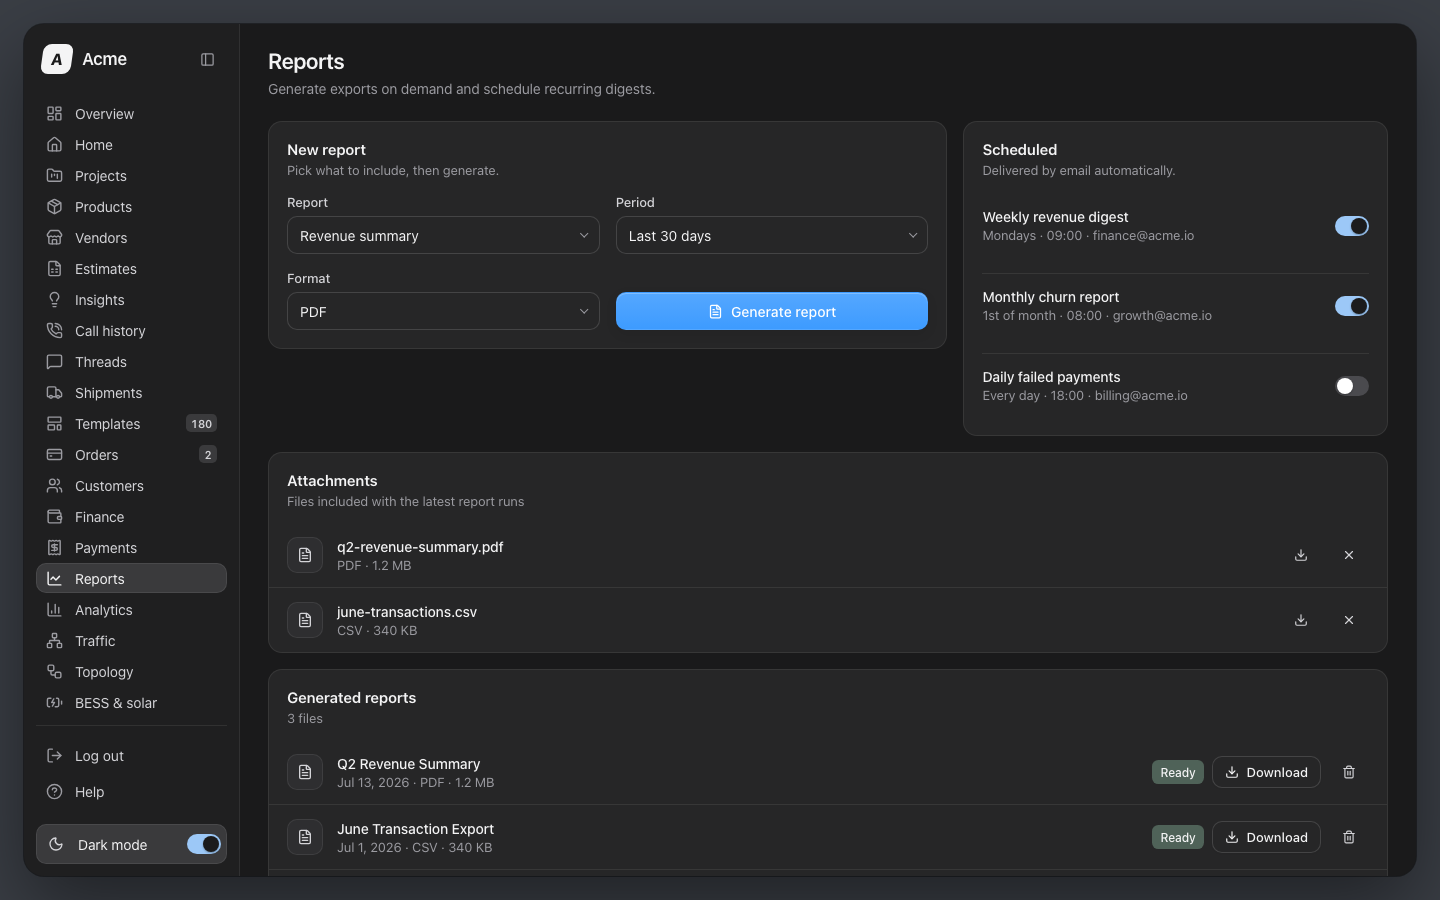 A Acme
Overview
Home
Projects
Products
Vendors
Estimates
Insights
Call history
Threads
Shipments
Templates 180
Orders 2
Customers
Finance
Payments
Reports
Analytics
Traffic
Topology
BESS & solar
Log out
Help
Dark mode
Reports
Generate exports on demand and schedule recurring digests.
New report
Pick what to include, then generate.
Report
Revenue summary
Period
Last 30 days
Format
PDF
Generate report
Scheduled
Delivered by email automatically.
Weekly revenue digest
Mondays · 09:00 · finance@acme.io
Monthly churn report
1st of month · 08:00 · growth@acme.io
Daily failed payments
Every day · 18:00 · billing@acme.io
Attachments
Files included with the latest report runs
q2-revenue-summary.pdf
PDF · 1.2 MB
june-transactions.csv
CSV · 340 KB
Generated reports
3 files
Q2 Revenue Summary
Jul 13, 2026 · PDF · 1.2 MB
Ready Download
June Transaction Export
Jul 1, 2026 · CSV · 340 KB
Ready Download